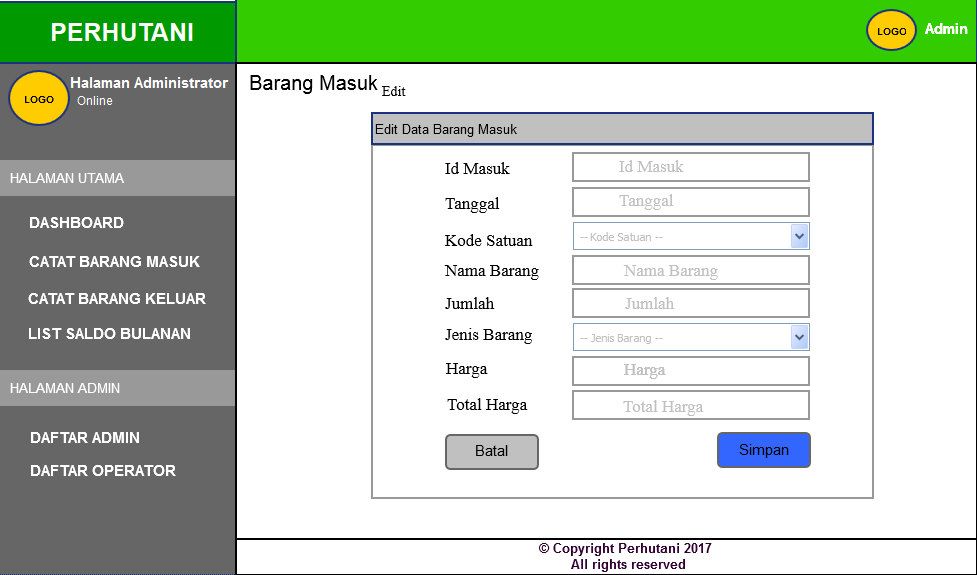 PERHUTANI
LOGO
Admin
LOGO
Halaman Administrator
Online
HALAMAN UTAMA
DASHBOARD
CATAT BARANG MASUK
CATAT BARANG KELUAR
LIST SALDO BULANAN
HALAMAN ADMIN
DAFTAR ADMIN
DAFTAR OPERATOR
Barang Masuk Edit
Edit Data Barang Masuk
Id Masuk Id Masuk
Tanggal Tanggal
Kode Satuan -- Kode Satuan --
Nama Barang Nama Barang
Jumlah Jumlah
Jenis Barang -- Jenis Barang --
Harga Harga
Total Harga Total Harga
Batal Simpan
© Copyright Perhutani 2017
All rights reserved